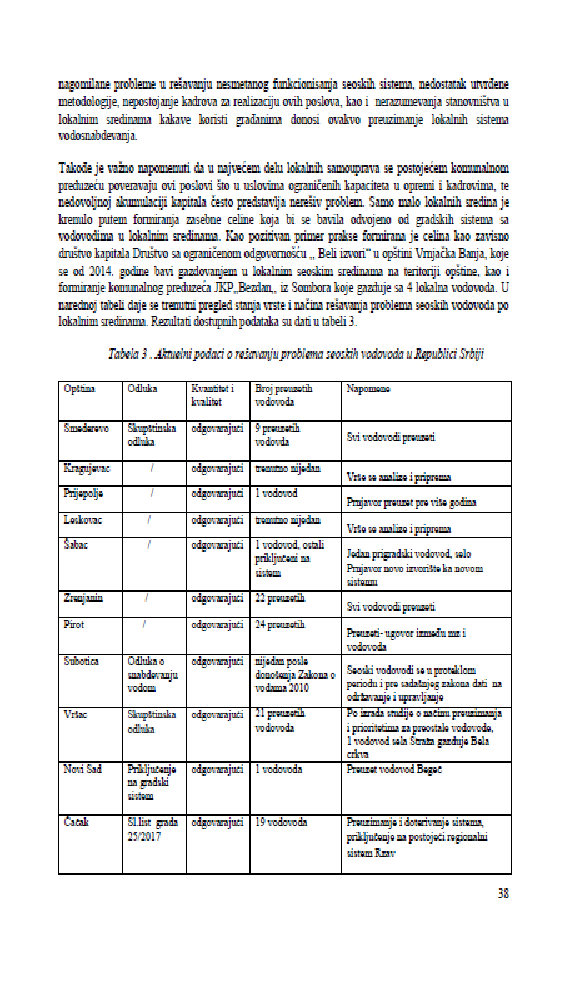 nagomilane probleme u rešavanju nesmetanog funkcionisanja seoskih sistema, nedostatak utvrđene
metodologije, nepostojanje kadrova za realizaciju ovih poslova, kao i nerazumevanja stanovništva u
lokalnim sredinama kakave koristi građanima donosi ovakvo preuzimanje lokalnih sistema
vodosnabdevanja.
Takođe je važno napomenuti da u najvećem delu lokalnih samouprava se postojećem komunalnom
preduzeću poveravaju ovi poslovi što u uslovima ograničenih kapaciteta u opremi i kadrovima, te
nedovoljnoj akumulaciji kapitala često predstavlja nerešiv problem. Samo malo lokalnih sredina je
krenulo putem formiranja zasebne celine koja bi se bavila odvojeno od gradskih sistema sa
vodovodima u lokalnim sredinama. Kao pozitivan primer prakse formirana je celina kao zavisno
društvo kapitala Društvo sa ograničenom odgovornošću „ Beli izvori“ u opštini Vrnjačka Banja, koje
se od 2014. godine bavi gazdovanjem u lokalnim seoskim sredinama na teritoriji opštine, kao i
formiranje komunalnog preduzeća JKP„Bezdan„ iz Sombora koje gazduje sa 4 lokalna vodovoda. U
narednoj tabeli daje se trenutni pregled stanja vrste i načina rešavanja problema seoskih vodovoda po
lokalnim sredinama. Rezultati dostupnih podataka su dati u tabeli 3.
Tabela 3 . Aktuelni podaci o rešavanju problema seoskih vodovoda u Republici Srbiji
Opština Odluka Kvantitet i Broj preuzetih Napomene
kvalitet vodovoda
Smederevo Skupštinska odgovarajući 9 preuzetih
odluka vodovda Svi vodovodi preuzeti
Kragujevac / odgovarajući trenutno nijedan
Vrše se analize i priprema
Prijepolje / odgovarajući 1 vodovod
Prnjavor preuzet pre više godina
Leskovac / odgovarajući trenutno nijedan
Vrše se analize i priprema
Šabac / odgovarajući 1 vodovod, ostali
priključeni na Jedan prigradski vodovod, selo
sistem Prnjavor novo izvorište ka novom
sistemu
Zrenjanin / odgovarajući 22 preuzetih
Svi vodovodi preuzeti
Pirot / odgovarajući 24 preuzetih
Preuzeti- ugovor između mz i
vodovoda
Subotica Odluka o odgovarajući nijedan posle
snabdevanju donošenja Zakona o Seoski vodovodi se u proteklom
vodom vodama 2010 periodu i pre sadašnjeg zakona dati na
održavanje i upravljanje
Vršac Skupštinska odgovarajući 21 preuzetih Po izrada studije o načinu preuzimanja
odluka vodovoda i prioritetima za preostale vodovode,
1 vodovod sela Straža gazduje Bela
crkva
Novi Sad Priključenje odgovarajući 1 vodovoda Preuzet vodovod Begeč
na gradski
sistem
Čačak Sl.list grada odgovarajući 19 vodovoda Preuzimanje i doterivanje sistema,
25/2017 priključenje na postojeći regionalni
sistem Rzav
38